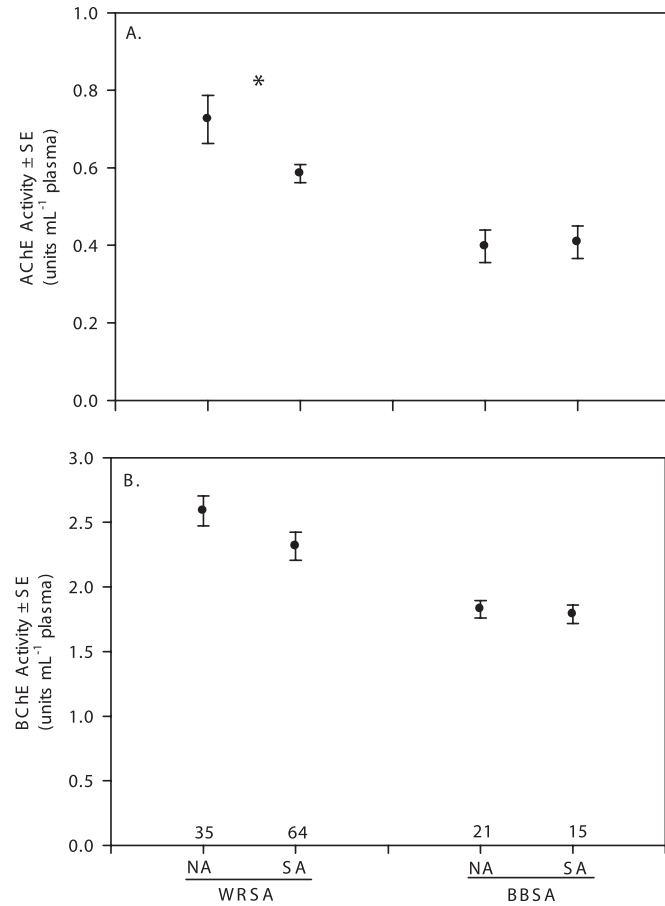 A.
*
AChE Activity ± SE
(units mL⁻¹ plasma)
1.0
0.8
0.6
0.4
0.2
0.0
B.
BChE Activity ± SE
(units mL⁻¹ plasma)
3.0
2.5
2.0
1.5
1.0
0.5
0.0
35 64 21 15
NA SA NA SA
WRSA BBSA